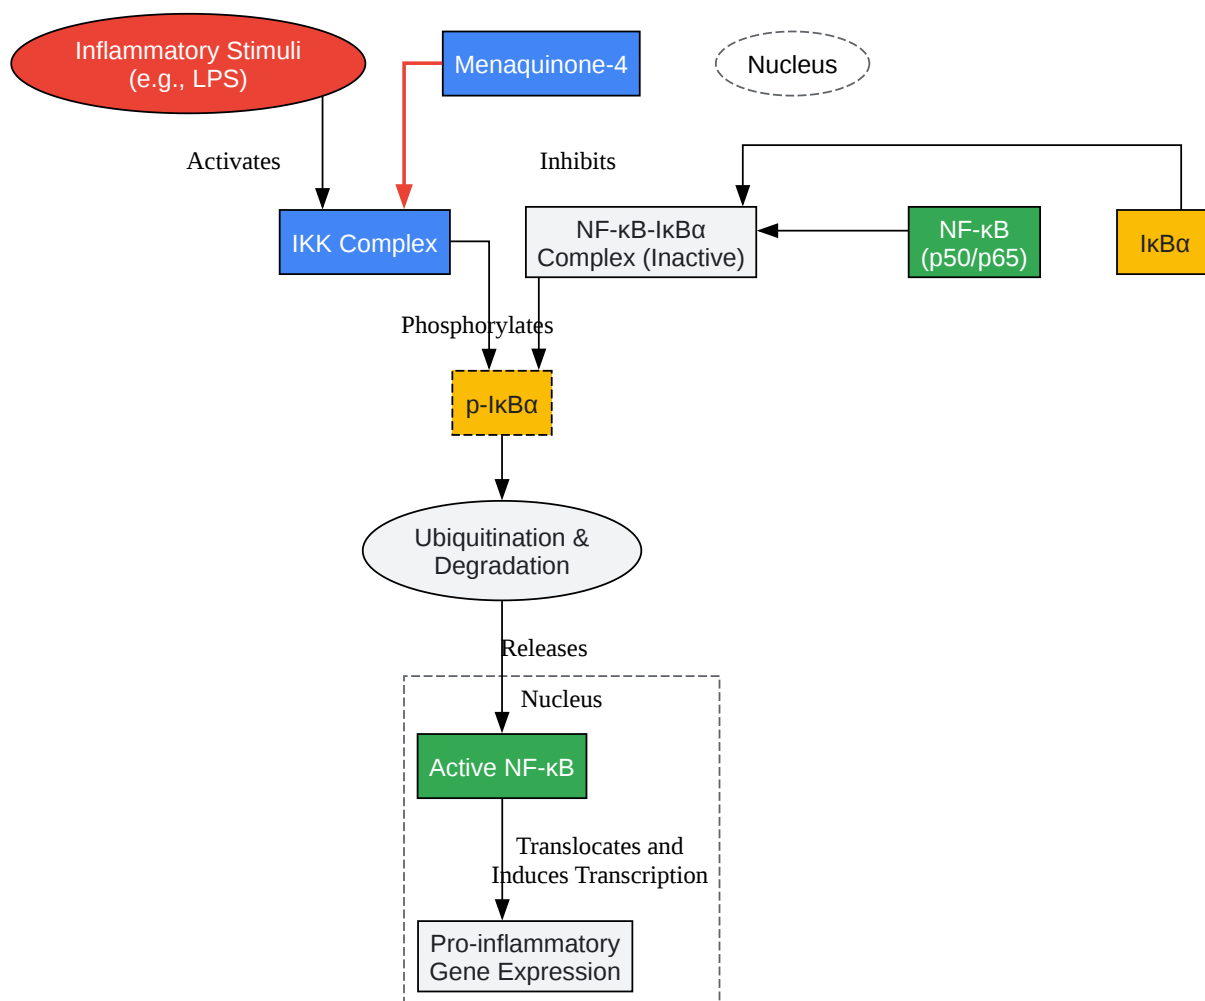 Inflammatory Stimuli
(e.g., LPS)
Menaquinone-4
Nucleus
Activates
Inhibits
IKK Complex
NF-κB-IκBα
Complex (Inactive)
NF-κB
(p50/p65)
IκBα
Phosphorylates
p-IκBα
Ubiquitination &
Degradation
Releases
Nucleus
Active NF-κB
Translocates and
Induces Transcription
Pro-inflammatory
Gene Expression